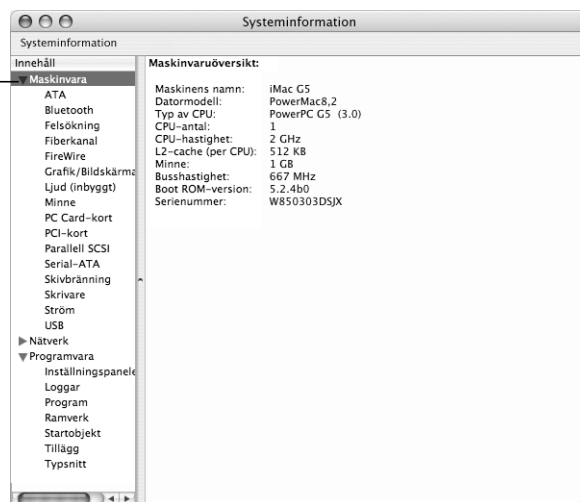 Systeminformation
Systeminformation
Innehåll
Maskinvara
ATA
Bluetooth
Felsökning
Fiberkanal
FireWire
Grafik/Bildskärma
Ljud (inbyggt)
Minne
PC Card-kort
PCI-kort
Parallell SCSI
Serial-ATA
Skivbränning
Skrivare
Ström
USB
Nätverk
Programvara
Inställningspanele
Loggar
Program
Ramverk
Startobjekt
Tillägg
Typsnitt
Maskinvaruöversikt:
Maskinens namn: iMac G5
Datormodell: PowerMac8,2
Typ av CPU: PowerPC G5 (3.0)
CPU-antal: 1
CPU-hastighet: 2 GHz
L2-cache (per CPU): 512 KB
Minne: 1 GB
Busshastighet: 667 MHz
Boot ROM-version: 5.2.4b0
Serienummer: W850303DSJX